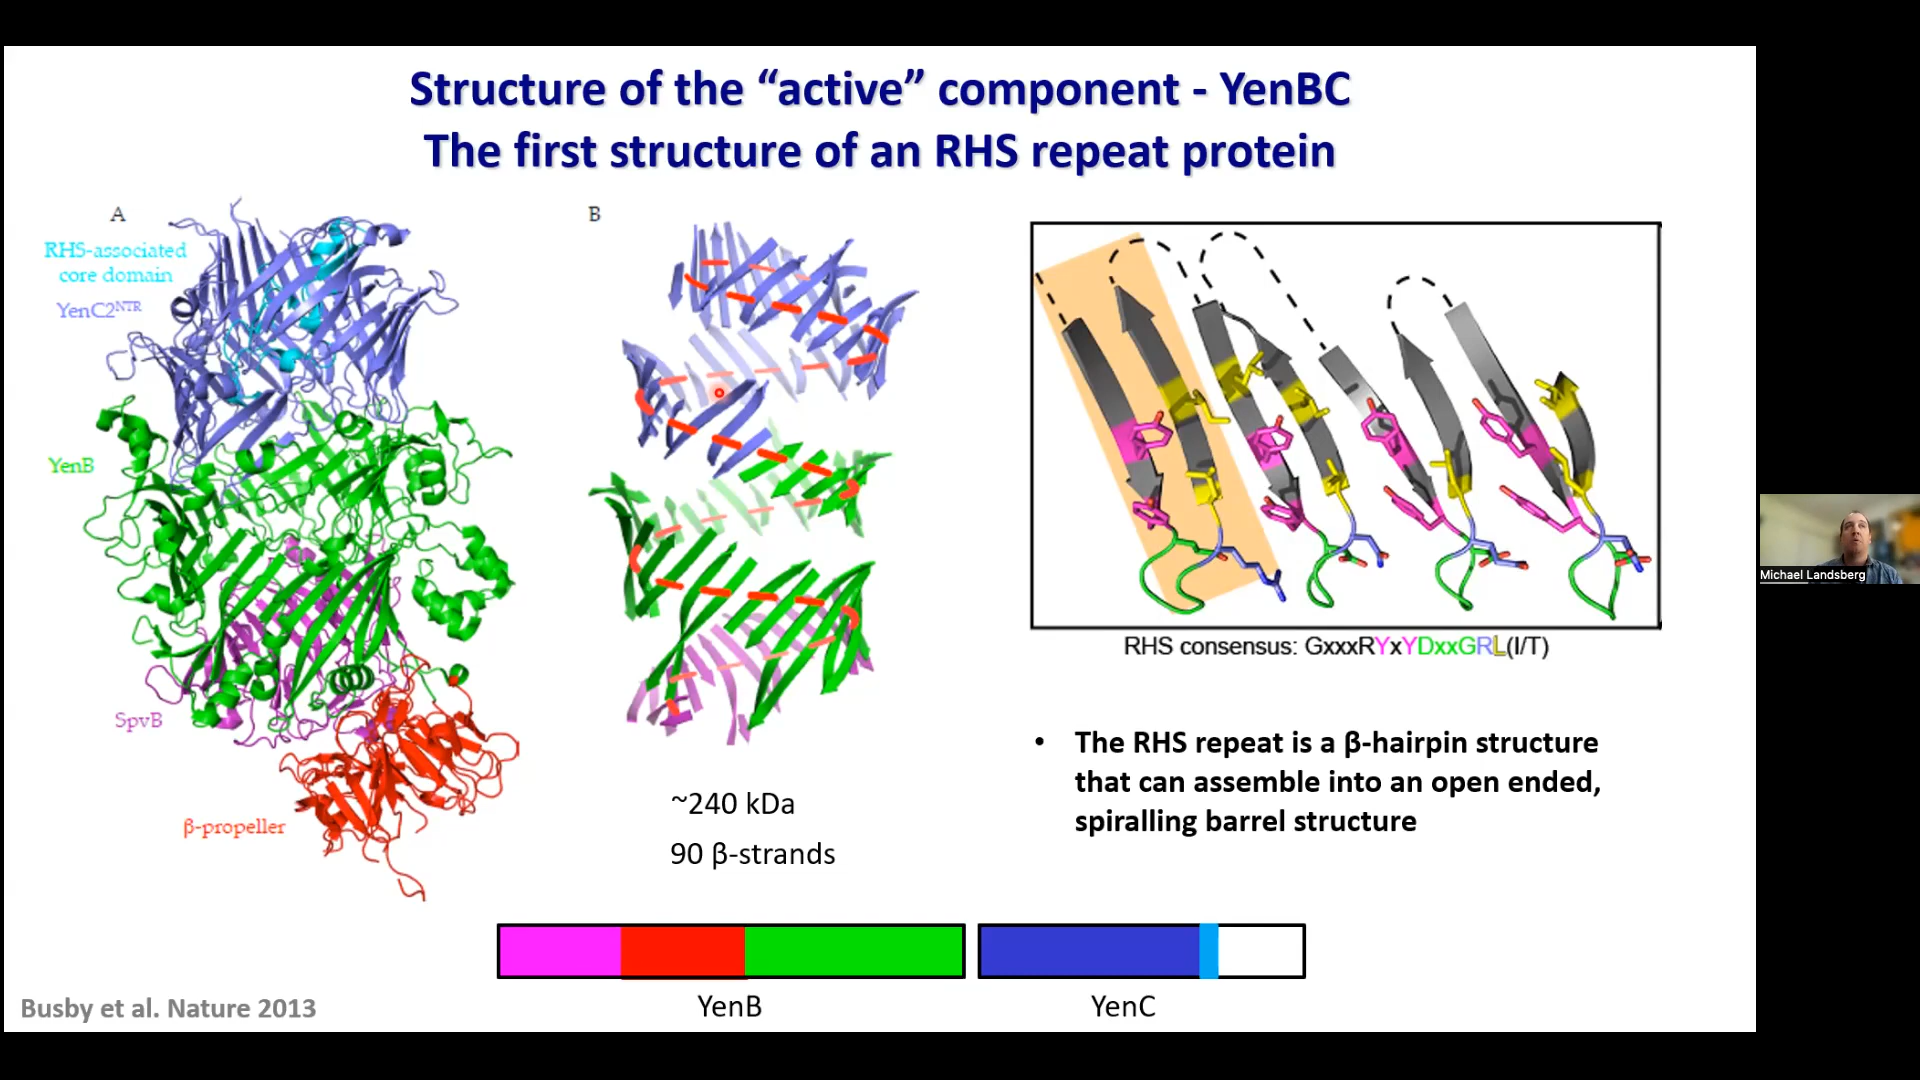 Structure of the “active” component - YenBC
The first structure of an RHS repeat protein
A
RHS-associated
core domain
YenC2NTR
YenB
SpvB
β-propeller
B
~240 kDa
90 β-strands
RHS consensus: GxxxRYxYDxxGRL(I/T)
• The RHS repeat is a β-hairpin structure
that can assemble into an open ended,
spiralling barrel structure
YenB
YenC
Busby et al. Nature 2013
Michael Landsberg